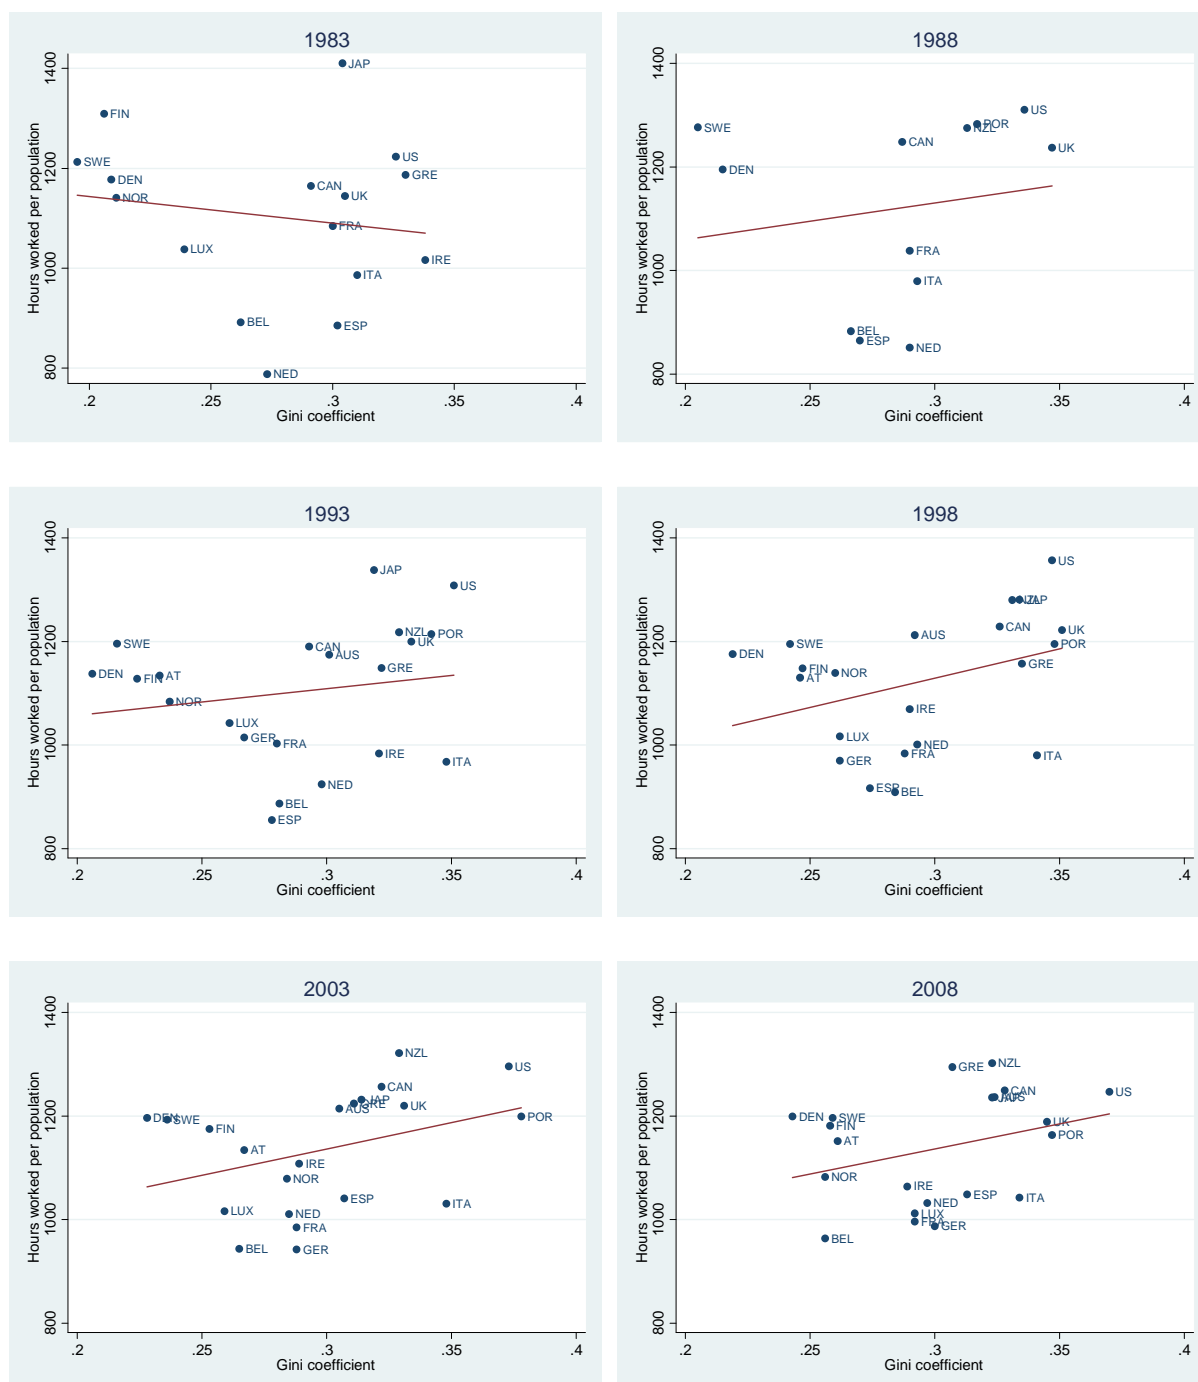 1983
Hours worked per population
1400
1200
1000
800
JAP
FIN
SWE
DEN
NOR
US
GRE
CAN
UK
FRA
LUX
IRE
ITA
BEL
ESP
NED
.2 .25 .3 .35 .4
Gini coefficient
1988
Hours worked per population
1400
1200
1000
800
US
POR
NZL
SWE
CAN
UK
DEN
FRA
ITA
BEL
ESP
NED
.2 .25 .3 .35 .4
Gini coefficient
1993
Hours worked per population
1400
1200
1000
800
JAP
US
NZL
POR
SWE
UK
CAN
AUS
GRE
DEN
FIN
AT
NOR
LUX
GER
FRA
IRE
ITA
NED
BEL
ESP
.2 .25 .3 .35 .4
Gini coefficient
1998
Hours worked per population
1400
1200
1000
800
US
NZL
JAP
CAN
UK
AUS
SWE
POR
DEN
GRE
FIN
NOR
AT
IRE
LUX
NED
FRA
ITA
GER
ESP
BEL
.2 .25 .3 .35 .4
Gini coefficient
2003
Hours worked per population
1400
1200
1000
800
NZL
US
CAN
JAP
GRE
UK
AUS
DEN
SWE
POR
FIN
AT
IRE
NOR
ESP
ITA
LUX
NED
FRA
BEL
GER
.2 .25 .3 .35 .4
Gini coefficient
2008
Hours worked per population
1400
1200
1000
800
NZL
GRE
CAN
US
AUS
JAP
DEN
SWE
UK
FIN
POR
AT
NOR
IRE
ESP
ITA
NED
LUX
FRA
GER
BEL
.2 .25 .3 .35 .4
Gini coefficient